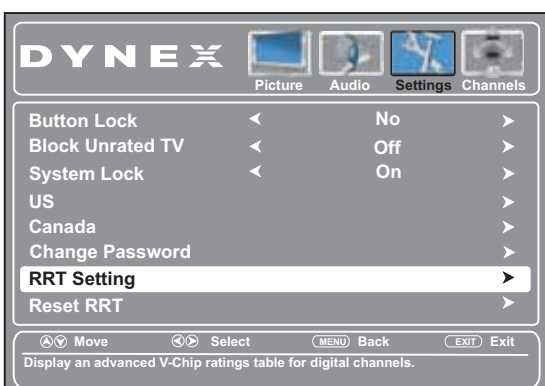 DYNEX
Picture Audio Settings Channels
Button Lock No
Block Unrated TV Off
System Lock On
US
Canada
Change Password
RRT Setting
Reset RRT
Move Select MENU Back EXIT Exit
Display an advanced V-Chip ratings table for digital channels.